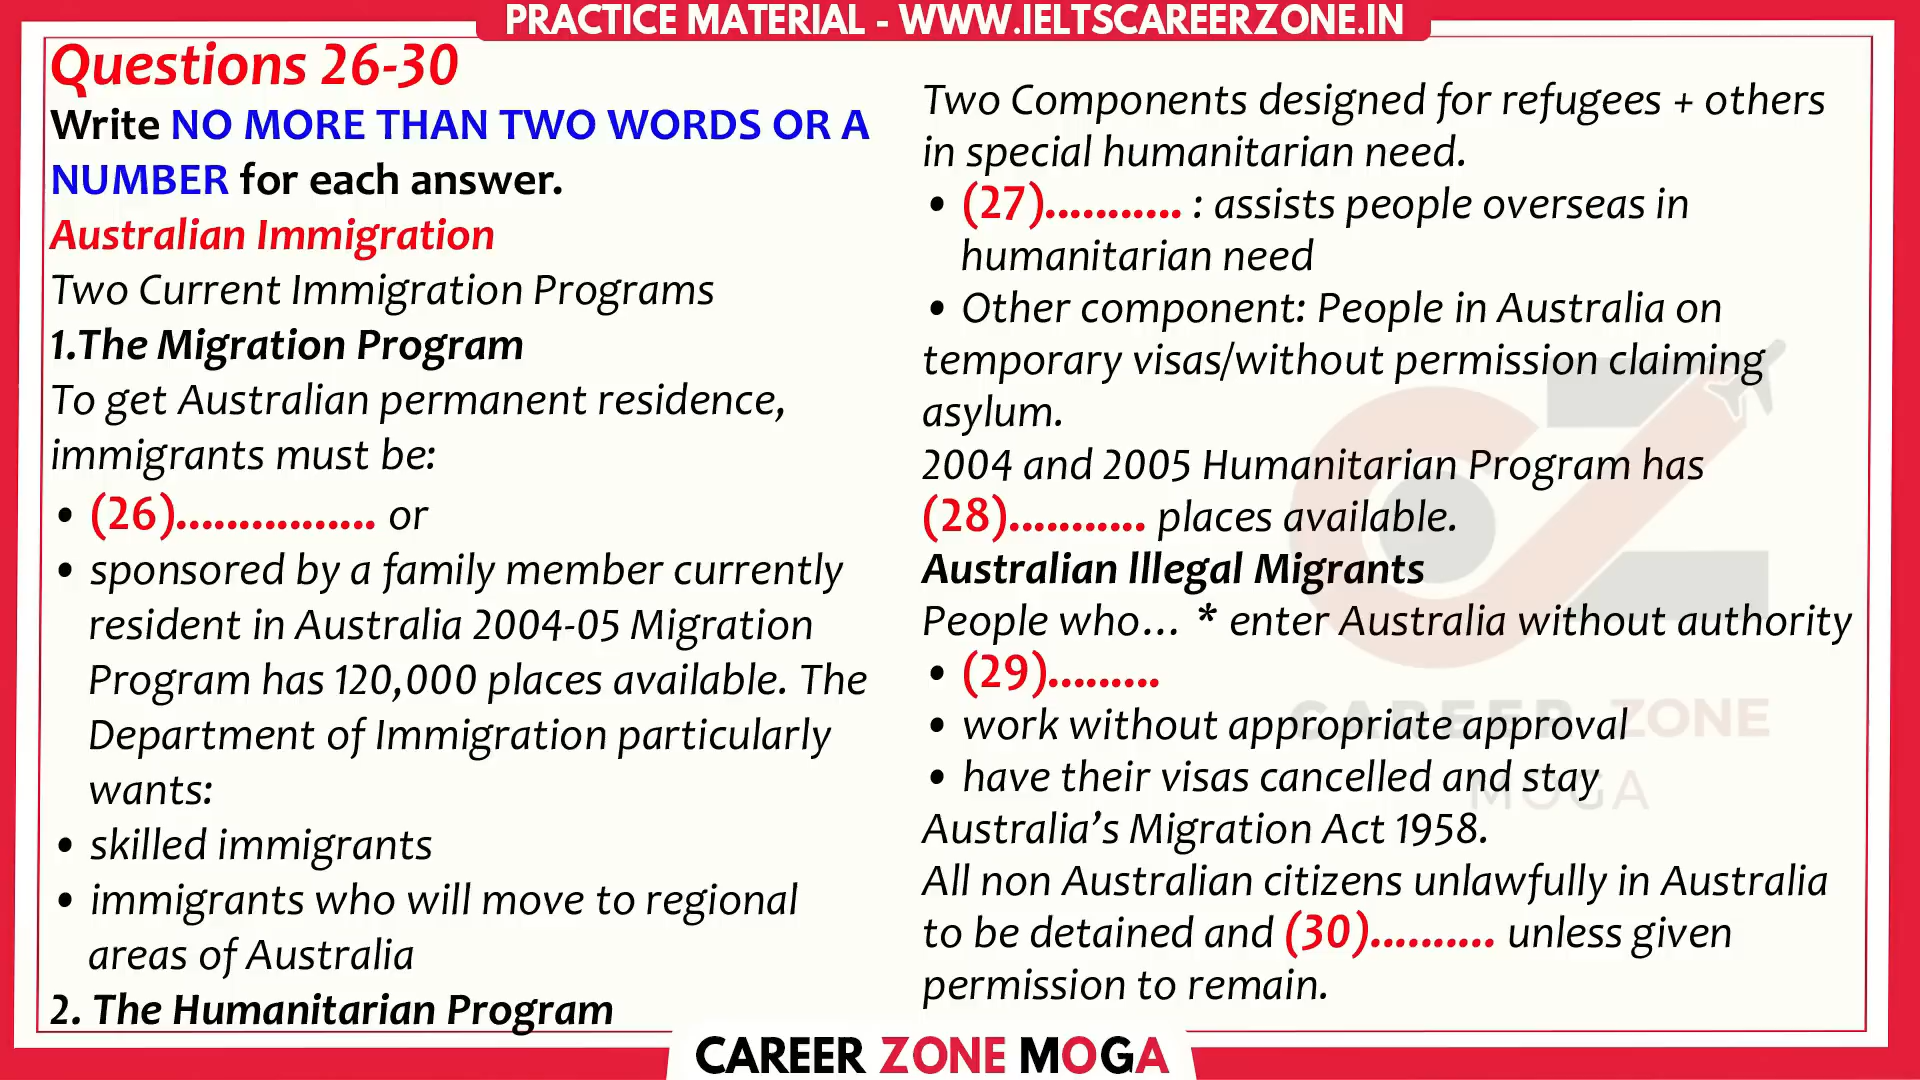 PRACTICE MATERIAL - WWW.IELTSCAREERZONE.IN
Questions 26-30
Write NO MORE THAN TWO WORDS OR A
NUMBER for each answer.
Australian Immigration
Two Current Immigration Programs
1.The Migration Program
To get Australian permanent residence,
immigrants must be:
• (26)................ or
• sponsored by a family member currently
resident in Australia 2004-05 Migration
Program has 120,000 places available. The
Department of Immigration particularly
wants:
• skilled immigrants
• immigrants who will move to regional
areas of Australia
2. The Humanitarian Program
Two Components designed for refugees + others
in special humanitarian need.
• (27)........... : assists people overseas in
humanitarian need
• Other component: People in Australia on
temporary visas/without permission claiming
asylum.
2004 and 2005 Humanitarian Program has
(28)........... places available.
Australian Illegal Migrants
People who... * enter Australia without authority
• (29).........
• work without appropriate approval
• have their visas cancelled and stay
Australia's Migration Act 1958.
All non Australian citizens unlawfully in Australia
to be detained and (30).......... unless given
permission to remain.
CAREER ZONE
MOGA
CAREER ZONE MOGA